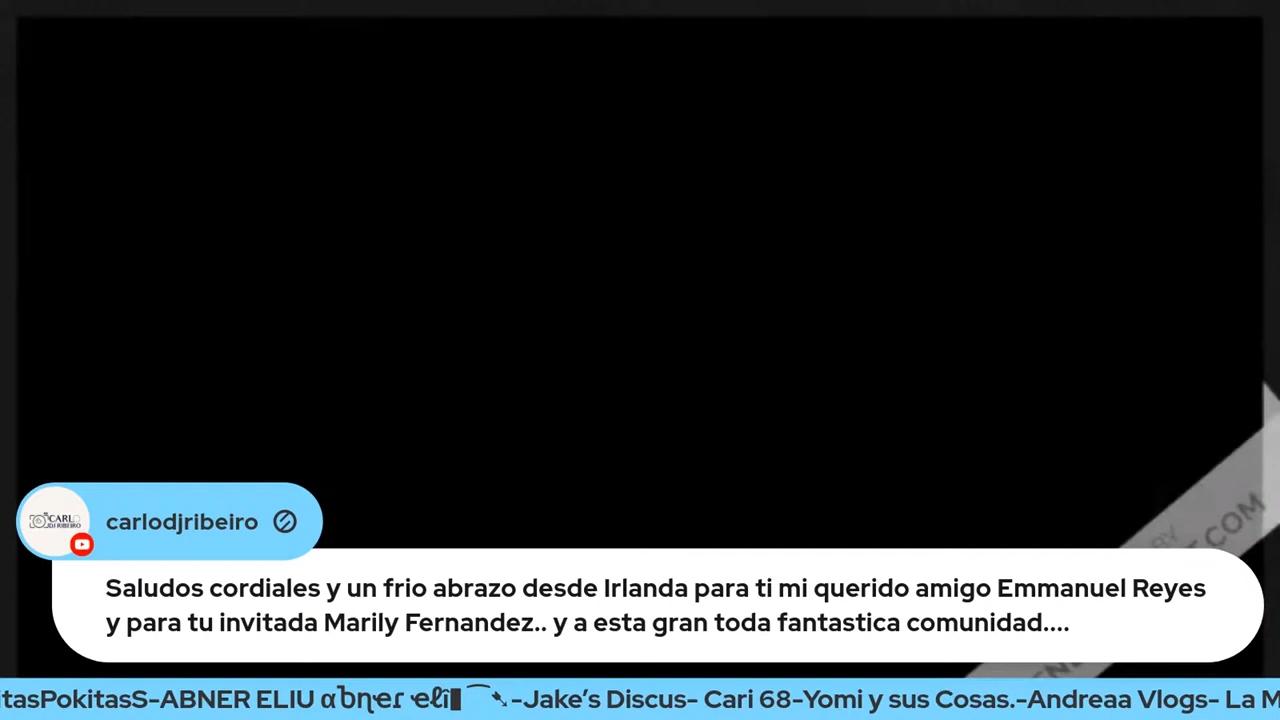 carlodjribeiro
Saludos cordiales y un frio abrazo desde Irlanda para ti mi querido amigo Emmanuel Reyes
y para tu invitada Marily Fernandez.. y a esta gran toda fantastica comunidad....
itasPokitasS-ABNER ELIU -Jake’s Discus- Cari 68-Yomi y sus Cosas.-Andreaa Vlogs- La M